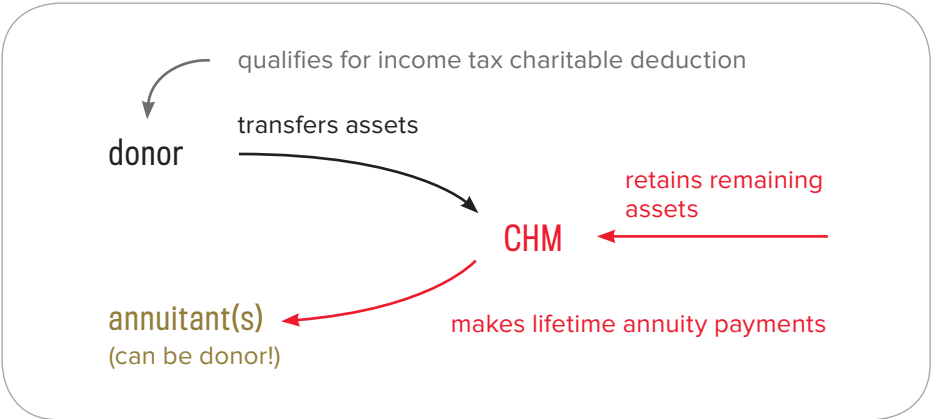 qualifies for income tax charitable deduction
transfers assets
donor
retains remaining
assets
CHM
annuitant(s)
makes lifetime annuity payments
(can be donor!)